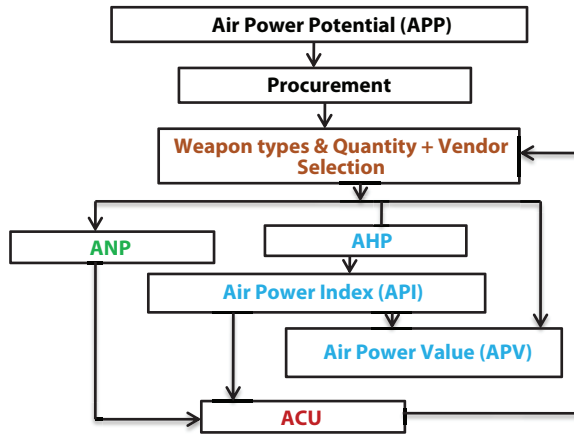 Air Power Potential (APP)
Procurement
Weapon types & Quantity + Vendor
Selection
ANP
AHP
Air Power Index (API)
Air Power Value (APV)
ACU